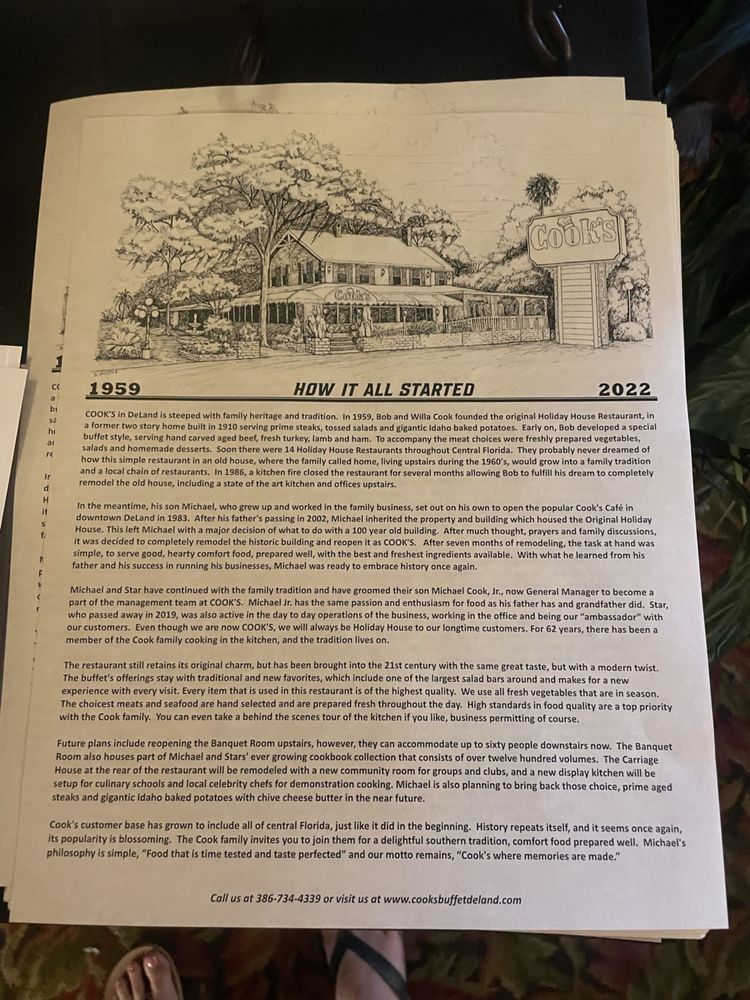 Cook's
Cook's
1959 HOW IT ALL STARTED 2022
COOK'S in DeLand is steeped with family heritage and tradition. In 1959, Bob and Willa Cook founded the original Holiday House Restaurant, in
a former two story home built in 1910 serving prime steaks, tossed salads and gigantic Idaho baked potatoes. Early on, Bob developed a special
buffet style, serving hand carved aged beef, fresh turkey, lamb and ham. To accompany the meat choices were freshly prepared vegetables,
salads and homemade desserts. Soon there were 14 Holiday House Restaurants throughout Central Florida. They probably never dreamed of
how this simple restaurant in an old house, where the family called home, living upstairs during the 1960's, would grow into a family tradition
and a local chain of restaurants. In 1986, a kitchen fire closed the restaurant for several months allowing Bob to fulfill his dream to completely
remodel the old house, including a state of the art kitchen and offices upstairs.
In the meantime, his son Michael, who grew up and worked in the family business, set out on his own to open the popular Cook's Café in
downtown DeLand in 1983. After his father's passing in 2002, Michael inherited the property and building which housed the Original Holiday
House. This left Michael with a major decision of what to do with a 100 year old building. After much thought, prayers and family discussions,
it was decided to completely remodel the historic building and reopen it as COOK'S. After seven months of remodeling, the task at hand was
simple, to serve good, hearty comfort food, prepared well, with the best and freshest ingredients available. With what he learned from his
father and his success in running his businesses, Michael was ready to embrace history once again.
Michael and Star have continued with the family tradition and have groomed their son Michael Cook, Jr., now General Manager to become a
part of the management team at COOK'S. Michael Jr. has the same passion and enthusiasm for food as his father has and grandfather did. Star,
who passed away in 2019, was also active in the day to day operations of the business, working in the office and being our "ambassador" with
our customers. Even though we are now COOK'S, we will always be Holiday House to our longtime customers. For 62 years, there has been a
member of the Cook family cooking in the kitchen, and the tradition lives on.
The restaurant still retains its original charm, but has been brought into the 21st century with the same great taste, but with a modern twist.
The buffet's offerings stay with traditional and new favorites, which include one of the largest salad bars around and makes for a new
experience with every visit. Every item that is used in this restaurant is of the highest quality. We use all fresh vegetables that are in season.
The choicest meats and seafood are hand selected and are prepared fresh throughout the day. High standards in food quality are a top priority
with the Cook family. You can even take a behind the scenes tour of the kitchen if you like, business permitting of course.
Future plans include reopening the Banquet Room upstairs, however, they can accommodate up to sixty people downstairs now. The Banquet
Room also houses part of Michael and Stars' ever growing cookbook collection that consists of over twelve hundred volumes. The Carriage
House at the rear of the restaurant will be remodeled with a new community room for groups and clubs, and a new display kitchen will be
setup for culinary schools and local celebrity chefs for demonstration cooking. Michael is also planning to bring back those choice, prime aged
steaks and gigantic Idaho baked potatoes with chive cheese butter in the near future.
Cook's customer base has grown to include all of central Florida, just like it did in the beginning. History repeats itself, and it seems once again,
its popularity is blossoming. The Cook family invites you to join them for a delightful southern tradition, comfort food prepared well. Michael's
philosophy is simple, "Food that is time tested and taste perfected" and our motto remains, "Cook's where memories are made."
Call us at 386-734-4339 or visit us at www.cooksbuffetdeland.com